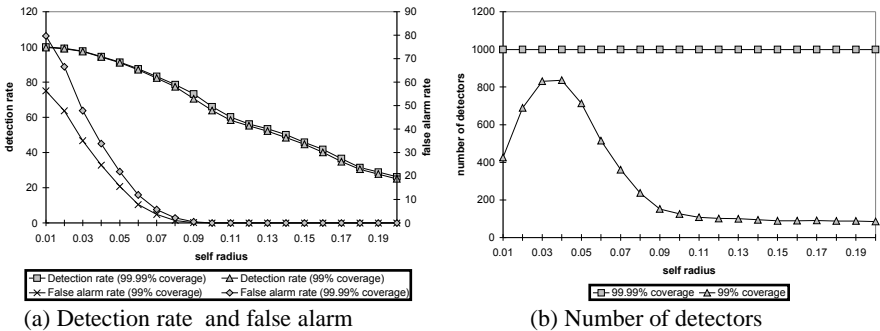 120
100
80
60
40
20
0
detection rate
90
80
70
60
50
40
30
20
10
0
false alarm rate
0.01 0.03 0.05 0.07 0.09 0.11 0.13 0.15 0.17 0.19
self radius
Detection rate (99.99% coverage) Detection rate (99% coverage)
False alarm rate (99% coverage) False alarm rate (99.99% coverage)
(a) Detection rate and false alarm
1200
1000
800
600
400
200
0
number of detectors
0.01 0.03 0.05 0.07 0.09 0.11 0.13 0.15 0.17 0.19
self radius
99.99% coverage 99% coverage
(b) Number of detectors